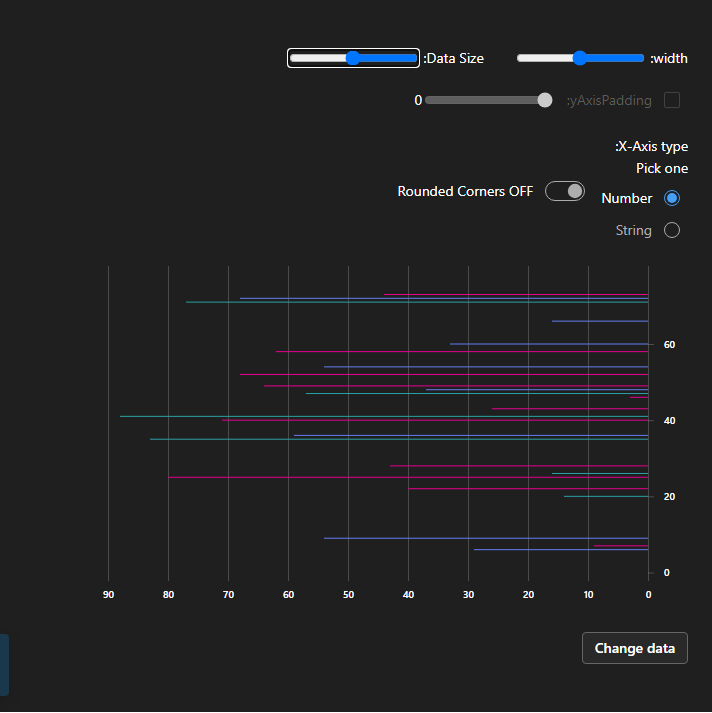 :width
:Data Size
:yAxisPadding
0
:X-Axis type
Pick one
Number
Rounded Corners OFF
String
60
40
20
0
90 80 70 60 50 40 30 20 10 0
Change data